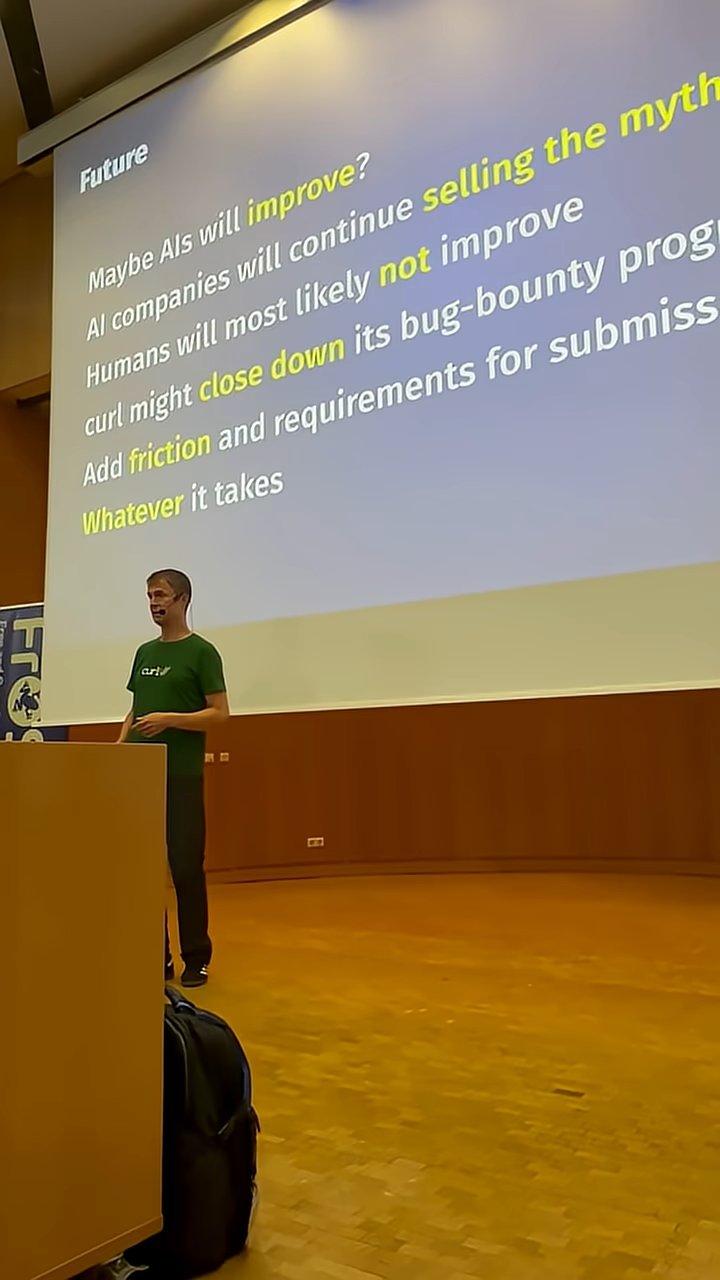 Future
Maybe AIs will improve?
AI companies will continue selling the myth
Humans will most likely not improve
curl might close down its bug-bounty
Add friction and requirements for
Whatever it takes
curl